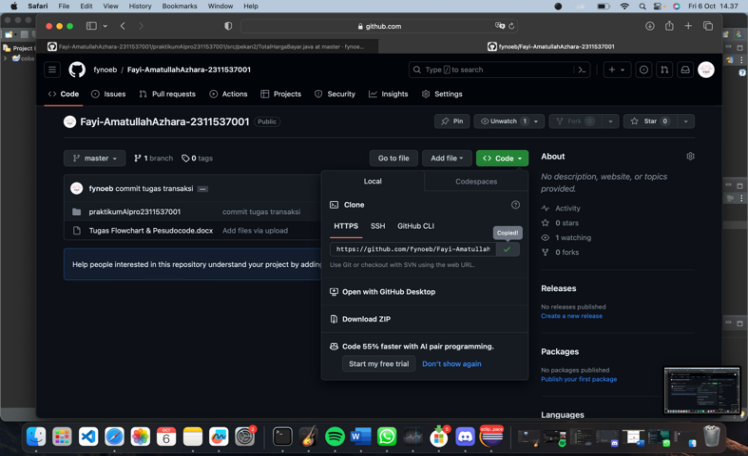 Safari File Edit View History Bookmarks Window Help Fri 6 Oct 14.37
github.com
Fayi-AmatullahAzhara-2311537001/praktikumAlpro2311537001/src/pekan2/TotalHargaBayar.java at master · fynoe...
fynoeb/Fayi-AmatullahAzhara-2311537001
Project E
fynoeb / Fayi-AmatullahAzhara-2311537001
Type / to search
Code Issues Pull requests Actions Projects Security Insights Settings
Fayi-AmatullahAzhara-2311537001 Public
Pin Unwatch 1 Fork 0 Star 0
master 1 branch 0 tags Go to file Add file Code
fynoeb commit tugas transaksi
praktikumAlpro2311537001 commit tugas transaksi
Tugas Flowchart & Pesudocode.docx Add files via upload
Help people interested in this repository understand your project by adding
Local Codespaces
Clone
HTTPS SSH GitHub CLI
Copied!
https://github.com/fynoeb/Fayi-Amatullah
Use Git or checkout with SVN using the web URL.
Open with GitHub Desktop
Download ZIP
Code 55% faster with AI pair programming.
Start my free trial Don't show again
About
No description, website, or topics
provided.
Activity
0 stars
1 watching
0 forks
Releases
No releases published
Create a new release
Packages
No packages published
Publish your first package
Languages